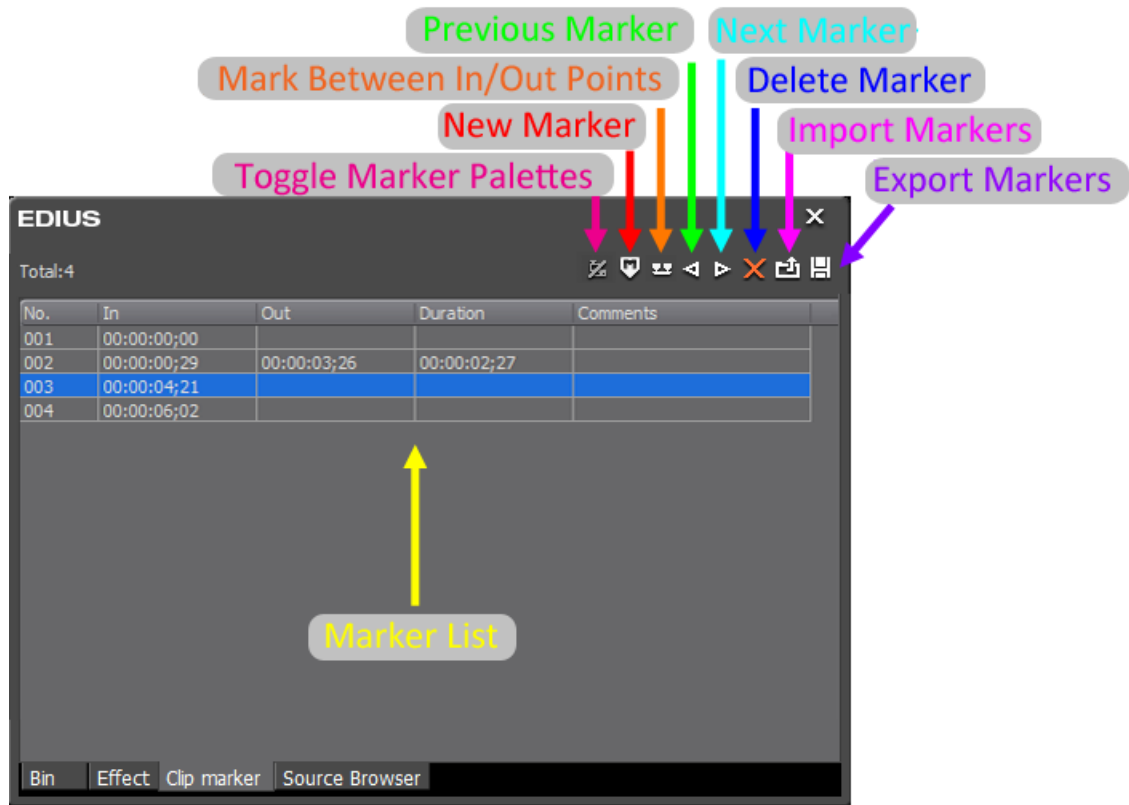 Previous Marker
Next Marker
Mark Between In/Out Points
Delete Marker
New Marker
Import Markers
Toggle Marker Palettes
Export Markers
EDIUS
Total:4
No. In Out Duration Comments
001 00:00:00;00
002 00:00:00;29 00:00:03;26 00:00:02;27
003 00:00:04;21
004 00:00:06;02
Marker List
Bin Effect Clip marker Source Browser